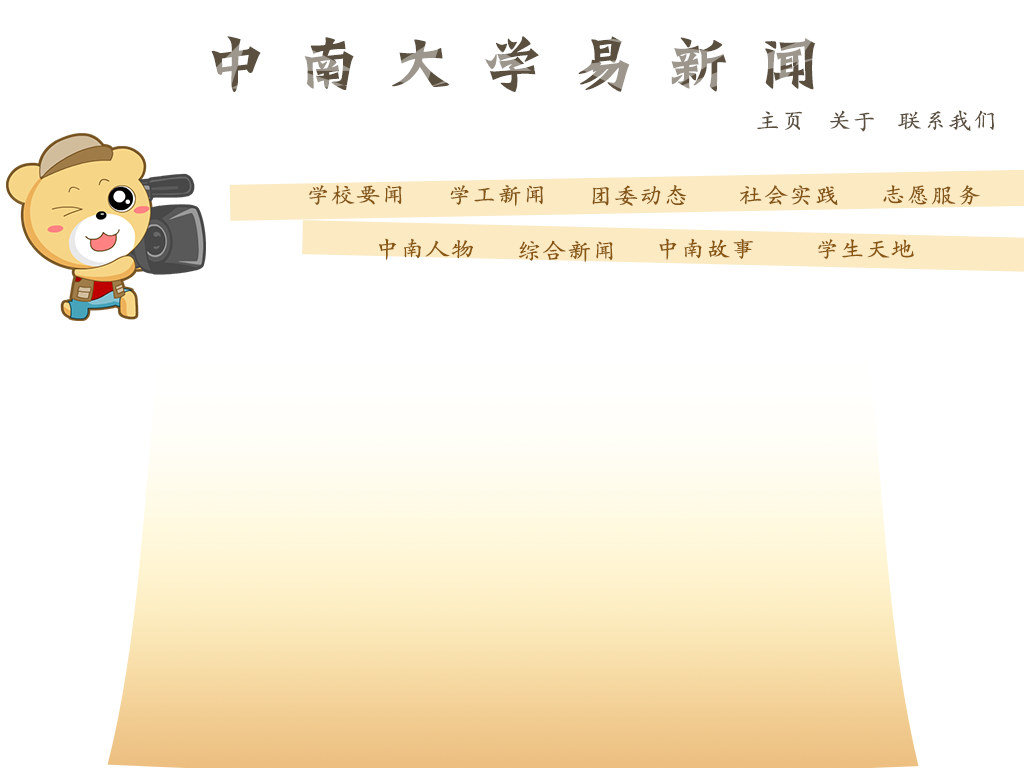 中南大学易新闻
主页 关于 联系我们
学校要闻 学工新闻 团委动态 社会实践 志愿服务
中南人物 综合新闻 中南故事 学生天地